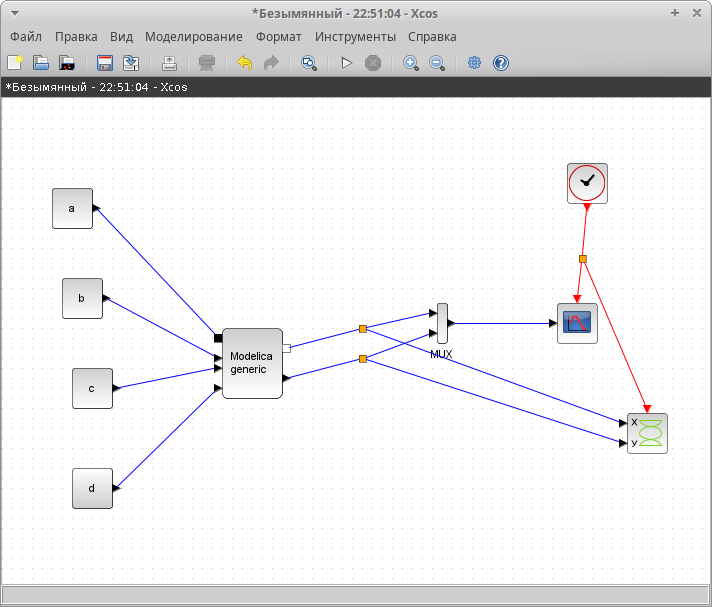 *Безымянный - 22:51:04 - Xcos
Файл Правка Вид Моделирование Формат Инструменты Справка
*Безымянный - 22:51:04 - Xcos
a
b
c
d
Modelica
generic
MUX
X
У